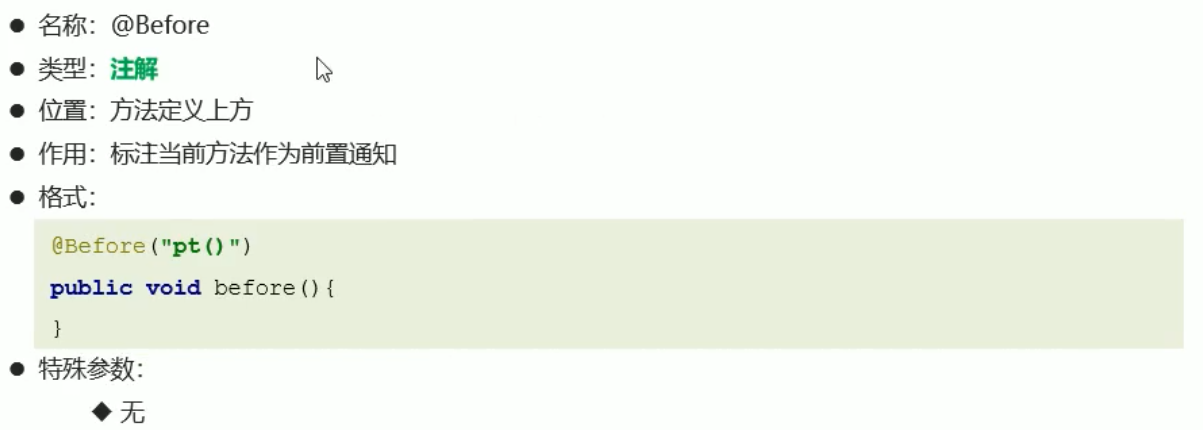 ● 名称：@Before
● 类型：注解
● 位置：方法定义上方
● 作用：标注当前方法作为前置通知
● 格式：
@Before("pt()")
public void before(){
}
● 特殊参数：
◆ 无